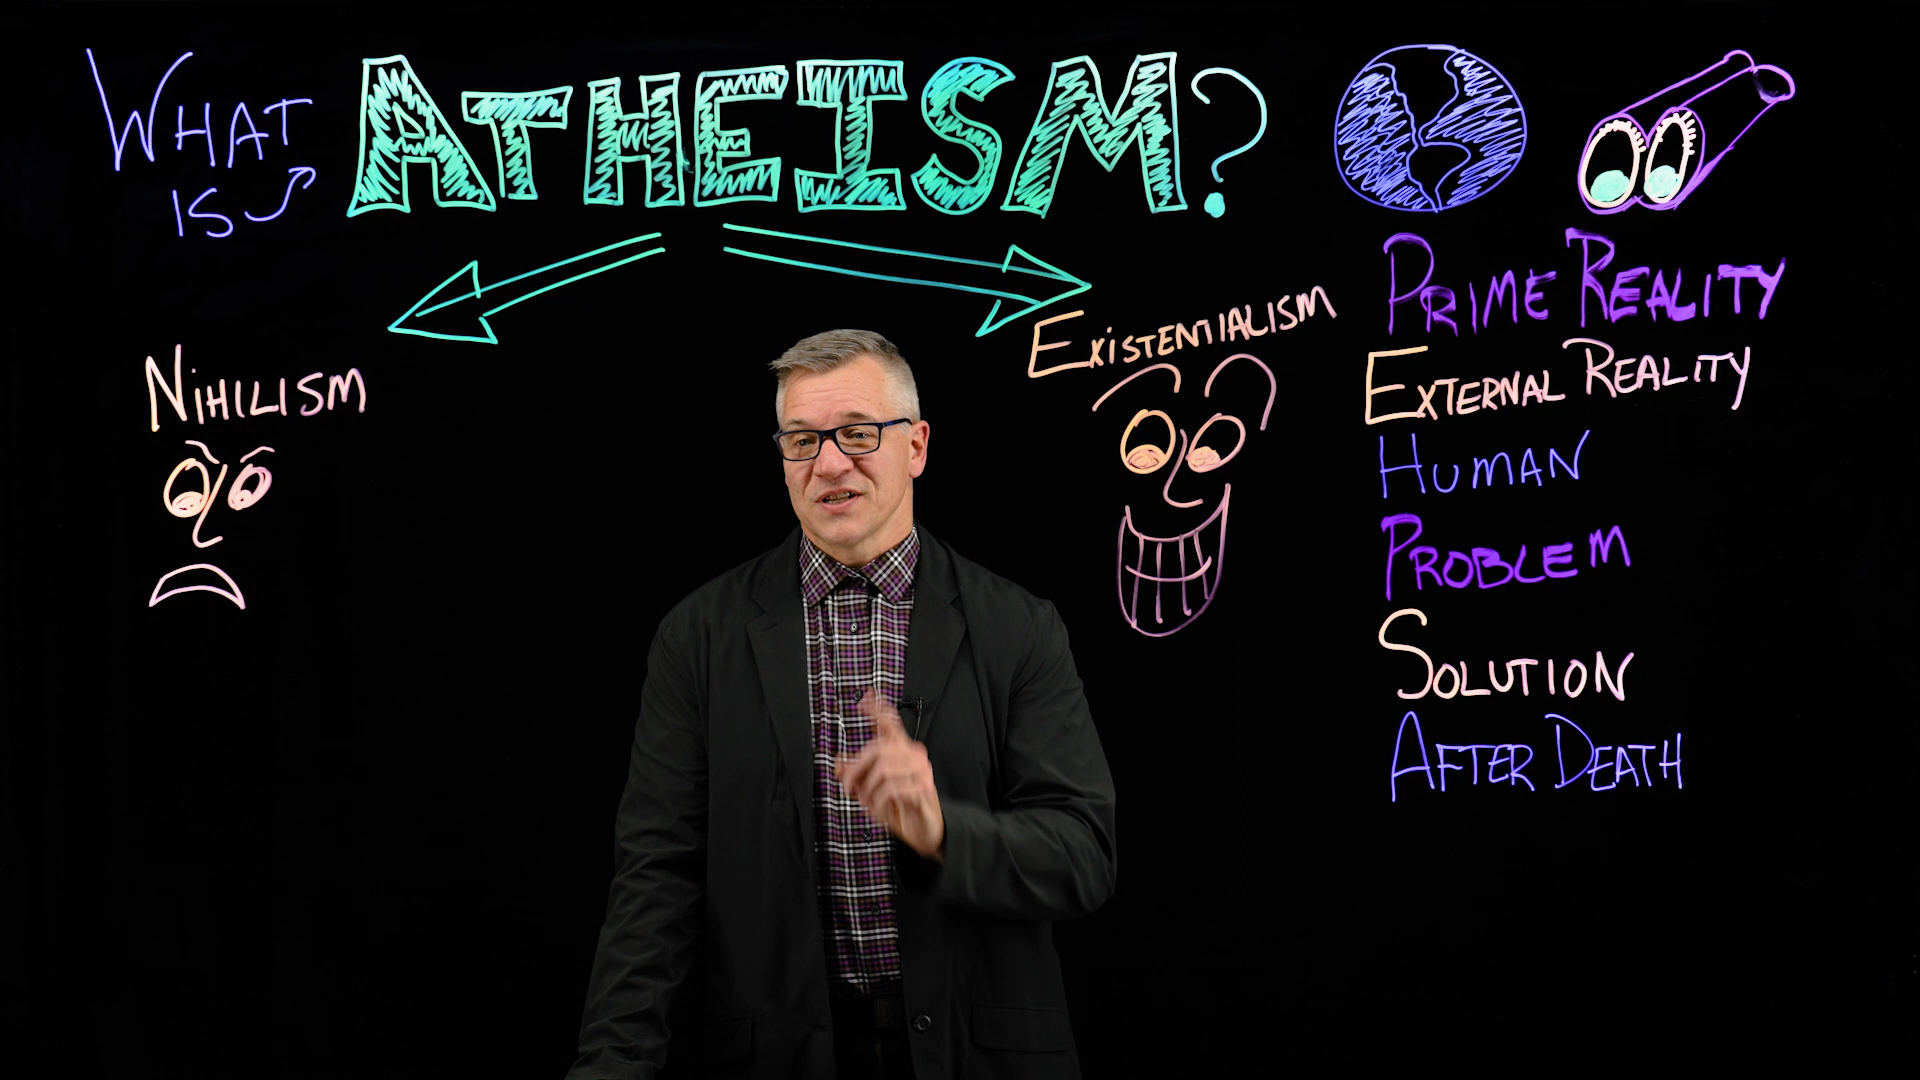 WHAT
IS
ATHEISM?
NIHILISM
EXISTENTIALISM
PRIME REALITY
EXTERNAL REALITY
HUMAN
PROBLEM
SOLUTION
AFTER DEATH